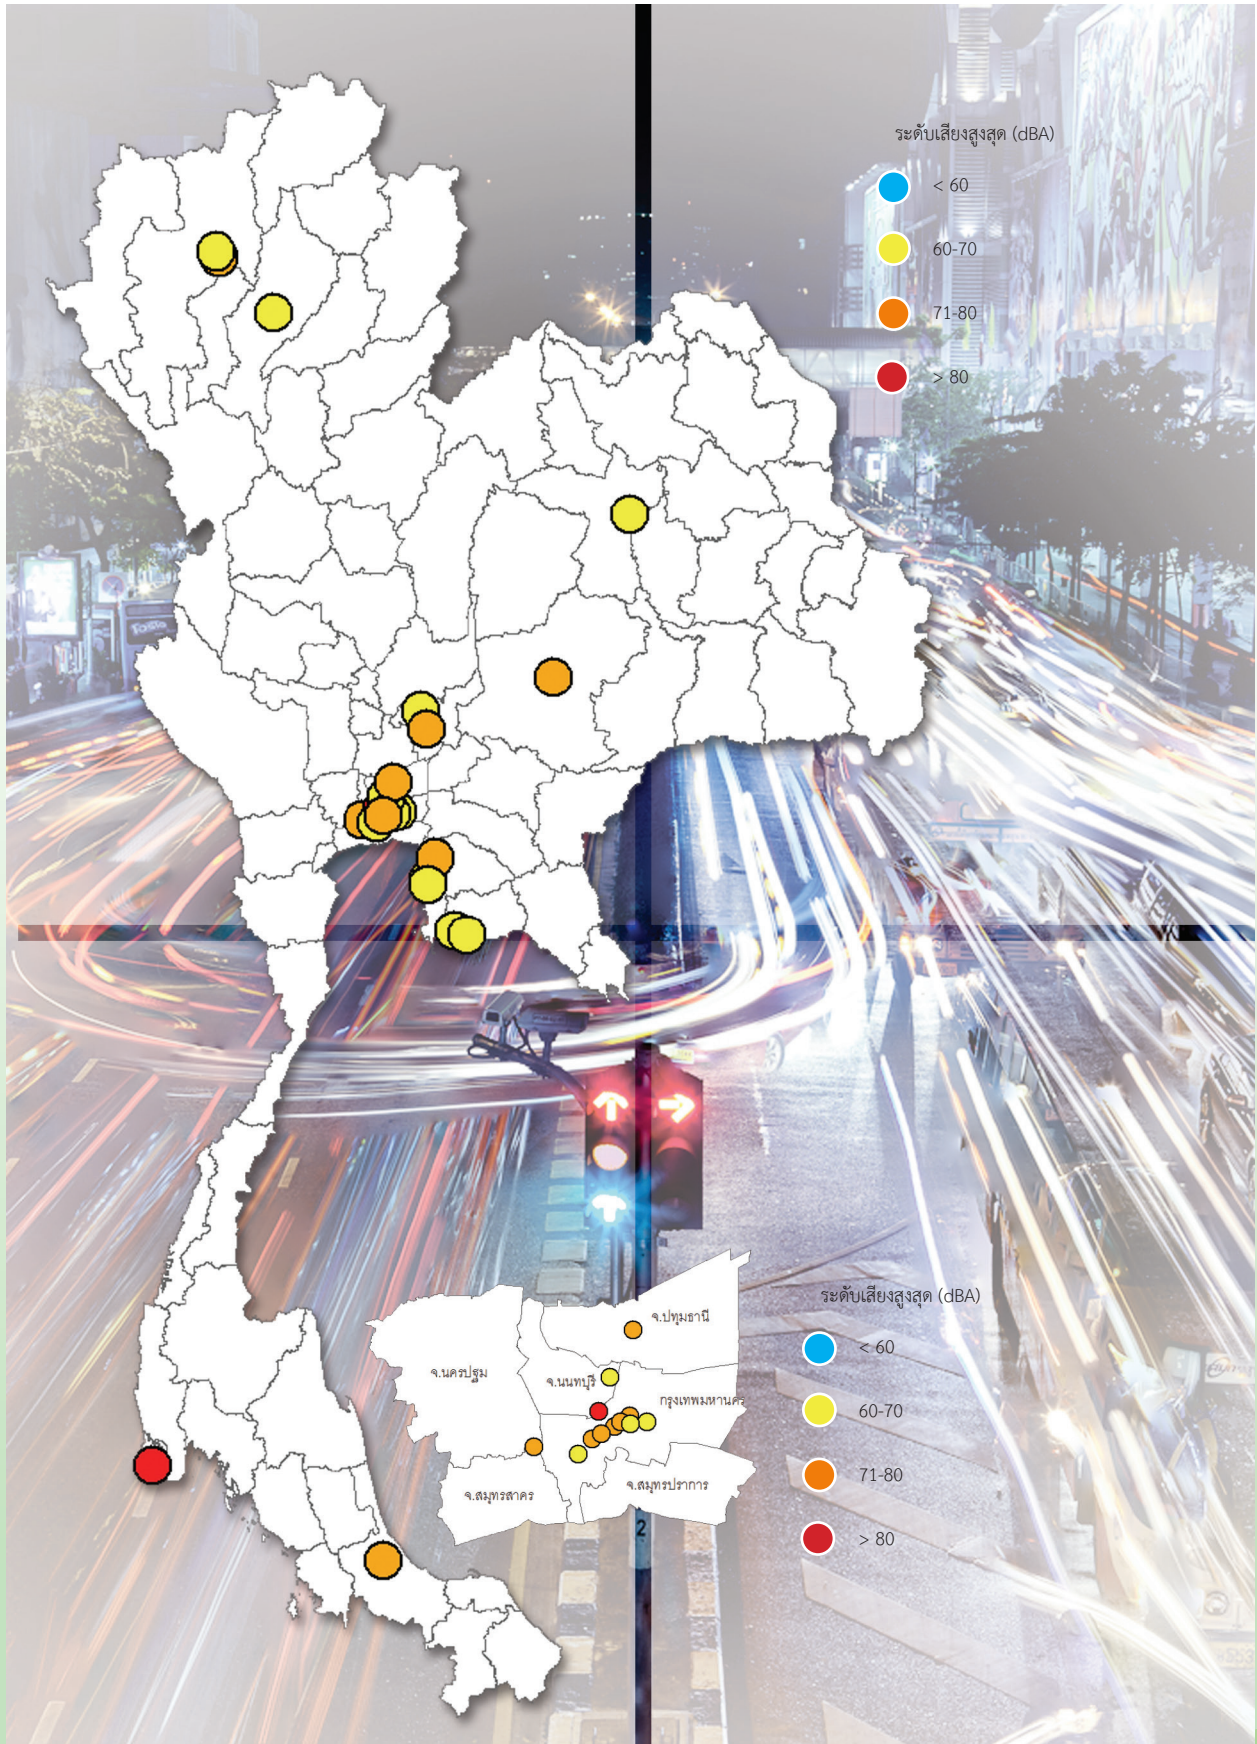 ระดับเสียงสูงสุด (dBA)
< 60
60-70
71-80
> 80
จ.ปทุมธานี
จ.นครปฐม
จ.นนทบุรี
กรุงเทพมหานคร
จ.สมุทรสาคร
จ.สมุทรปราการ
ระดับเสียงสูงสุด (dBA)
< 60
60-70
71-80
> 80
2